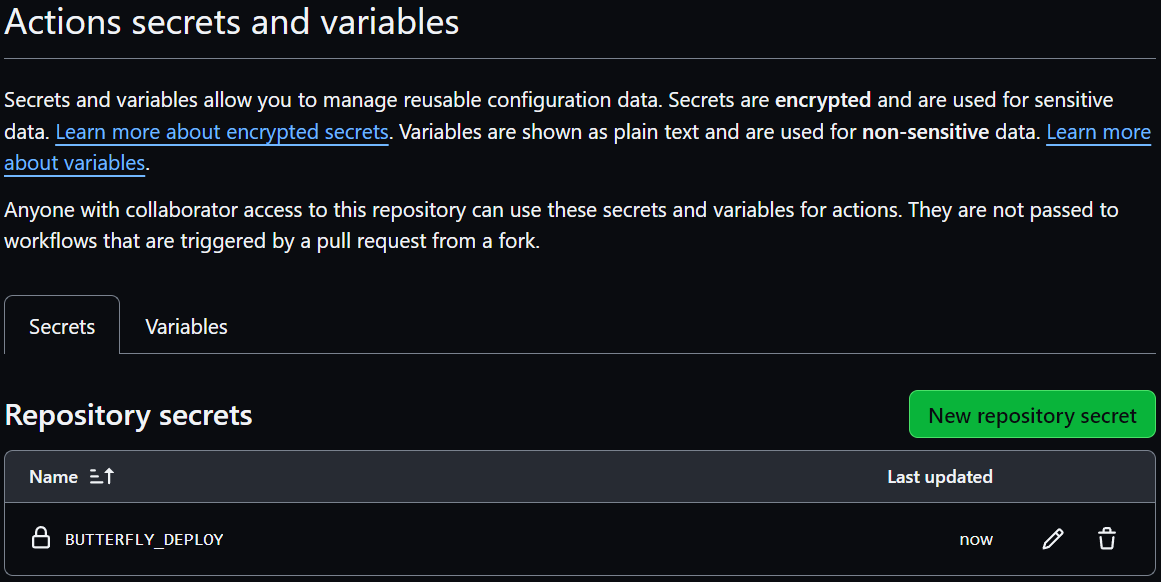 Actions secrets and variables
Secrets and variables allow you to manage reusable configuration data. Secrets are encrypted and are used for sensitive
data. Learn more about encrypted secrets. Variables are shown as plain text and are used for non-sensitive data. Learn more
about variables.
Anyone with collaborator access to this repository can use these secrets and variables for actions. They are not passed to
workflows that are triggered by a pull request from a fork.
Secrets Variables
Repository secrets New repository secret
Name Last updated
BUTTERFLY_DEPLOY now